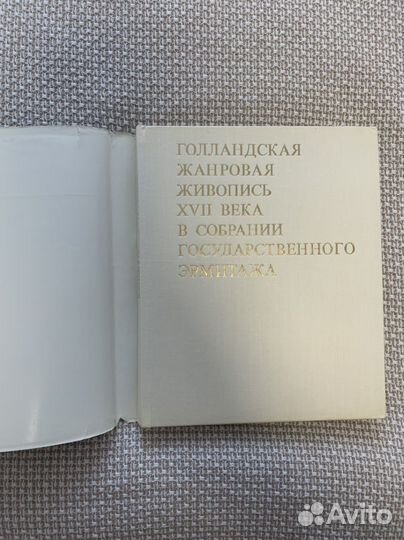 ГОЛЛАНДСКАЯ
ЖАНРОВАЯ
ЖИВОПИСЬ
XVII ВЕКА
В СОБРАНИИ
ГОСУДАРСТВЕННОГО
ЭРМИТАЖА
Avito